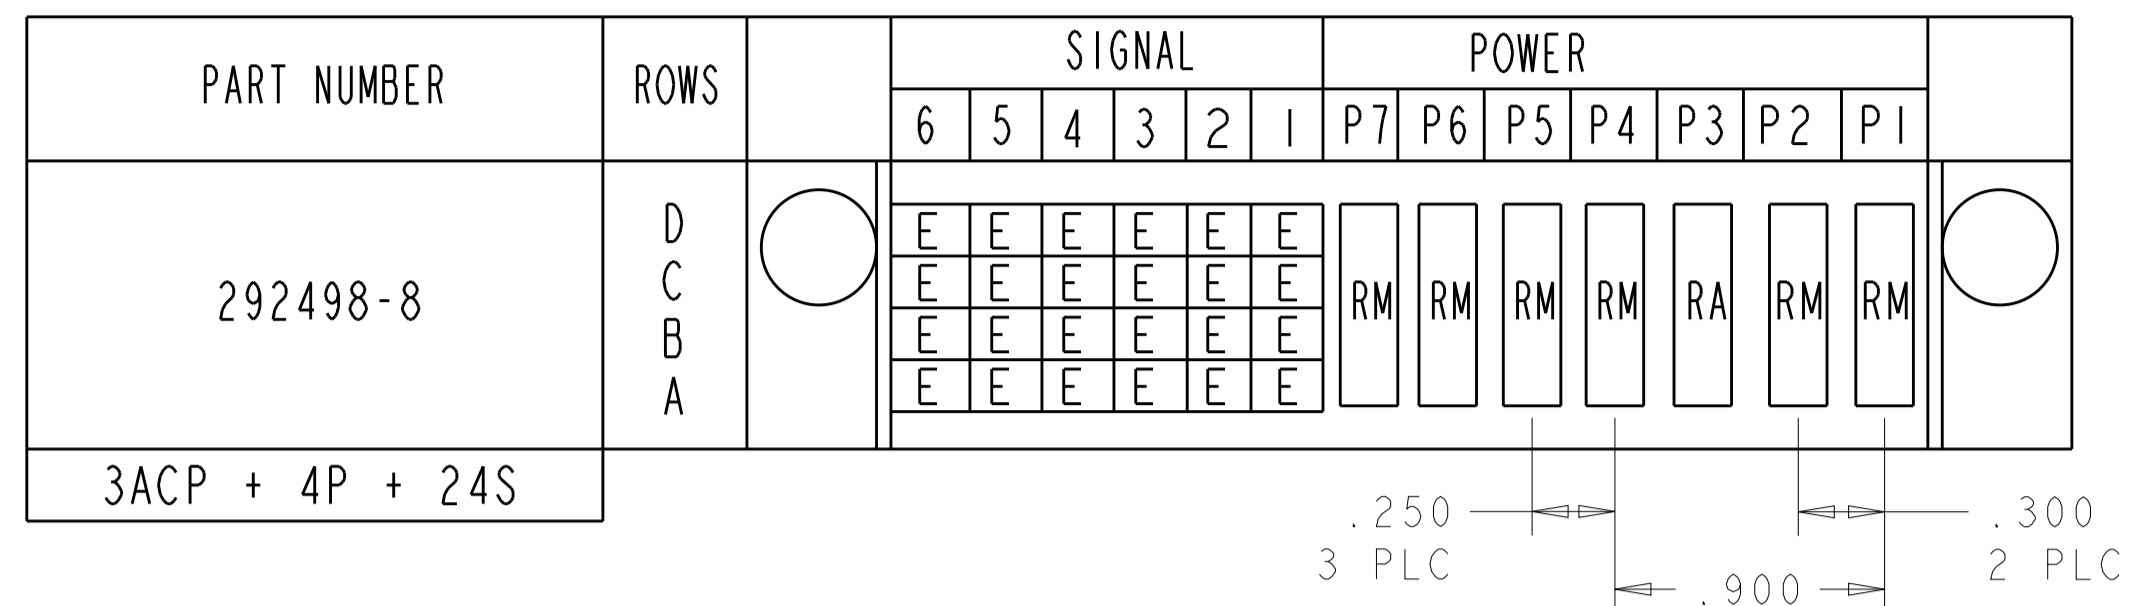 PART NUMBER ROWS SIGNAL POWER
6 5 4 3 2 1 P7 P6 P5 P4 P3 P2 P1
292498-8
D E E E E E E
C E E E E E E
RM RM RM RM RA RM RM
B E E E E E E
A E E E E E E
3ACP + 4P + 24S
.250 .300
3 PLC 2 PLC
.900